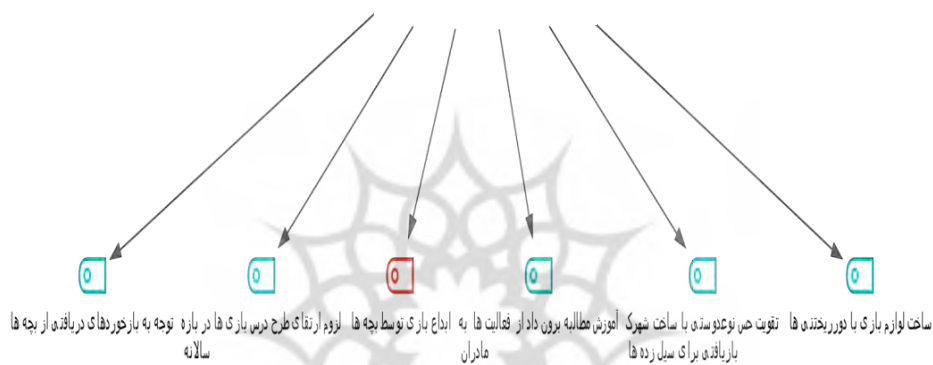 ساخت لوازم بازی با دورریختنی ها
تقویت حس نوعدوستی با ساخت شهرک
بازیافتی برای سیل زده ها
آموزش مطالبه برون داد از فعالیت ها به
مادران
ابداع بازی توسط بچه ها
لزوم ارتقای طرح درس بازی ها در بازه
سالانه
توجه به بازخوردهای دریافتی از بچه ها